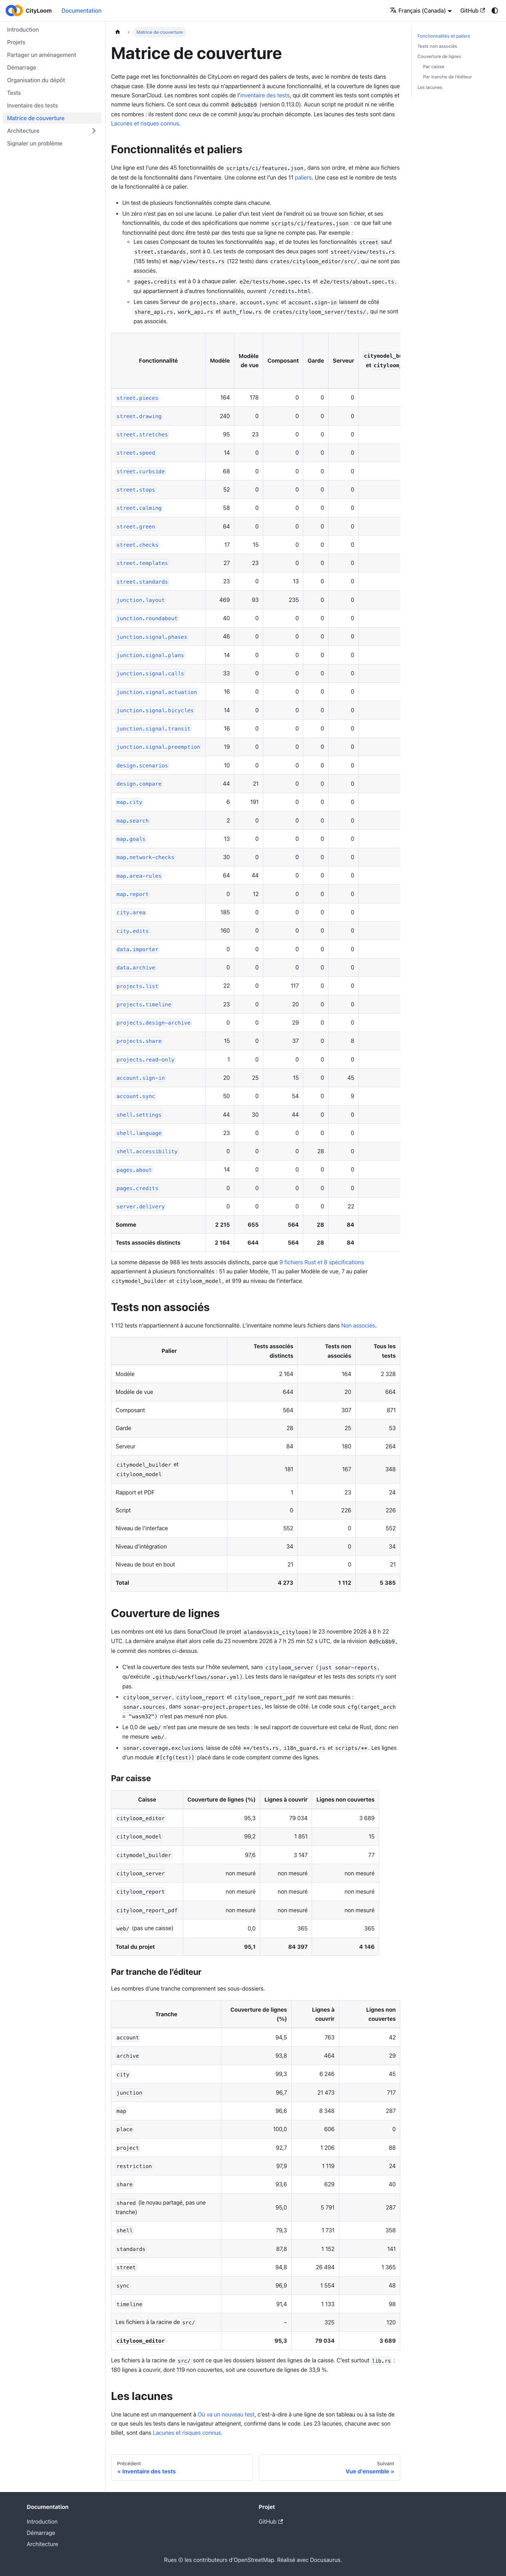 CityLoom
Documentation
Français (Canada)
GitHub
Introduction
Projets
Partager un aménagement
Démarrage
Organisation du dépôt
Tests
Inventaire des tests
Matrice de couverture
Architecture
Signaler un problème
Matrice de couverture
Fonctionnalités et paliers
Tests non associés
Couverture de lignes
Par caisse
Par tranche de l'éditeur
Les lacunes
Matrice de couverture
Cette page met les fonctionnalités de CityLoom en rapport avec les paliers de tests, avec le nombre de tests dans
chaque case. Elle donne aussi les tests qui n'appartiennent à aucune fonctionnalité, et la couverture de lignes que
mesure SonarCloud. Les nombres sont copiés de l'inventaire des tests, qui dit comment les tests sont comptés et
nomme leurs fichiers. Ce sont ceux du commit 0d9cb8b9 (version 0.113.0). Aucun script ne produit ni ne vérifie
ces nombres : ils restent donc ceux de ce commit jusqu'au prochain décompte. Les lacunes des tests sont dans
Lacunes et risques connus.
Fonctionnalités et paliers
Une ligne est l'une des 45 fonctionnalités de scripts/ci/features.json, dans son ordre, et mène aux fichiers
de tests de la fonctionnalité dans l'inventaire. Une colonne est l'un des 11 paliers. Une case est le nombre de tests
de la fonctionnalité à ce palier.
Un test de plusieurs fonctionnalités compte dans chacune.
Un zéro n'est pas en soi une lacune. Le palier d'un test vient de l'endroit où se trouve son fichier, et ses
fonctionnalités, du code et des spécifications que nomme scripts/ci/features.json : ce que fait une
fonctionnalité peut donc être testé par des tests que sa ligne ne compte pas. Par exemple :
Les cases Composant de toutes les fonctionnalités map, et de toutes les fonctionnalités street sauf
street.standards, sont à 0. Les tests de composant des deux pages sont street/view/tests.rs
(185 tests) et map/view/tests.rs (122 tests) dans crates/cityloom_editor/src/, qui ne sont pas
associés.
pages.credits est à 0 à chaque palier. e2e/tests/home.spec.ts et e2e/tests/about.spec.ts,
qui appartiennent à d'autres fonctionnalités, ouvrent /credits.html.
Les cases Serveur de projects.share, account.sync et account.sign-in laissent de côté
share_api.rs, work_api.rs et auth_flow.rs de crates/cityloom_server/tests/, qui ne sont
pas associés.
Fonctionnalité Modèle Modèle de vue Composant Garde Serveur
street.pieces 164 178 0 0 0
street.drawing 240 0 0 0 0
street.stretches 95 23 0 0 0
street.speed 14 0 0 0 0
street.curbside 68 0 0 0 0
street.stops 52 0 0 0 0
street.calming 58 0 0 0 0
street.green 64 0 0 0 0
street.checks 17 15 0 0 0
street.templates 27 23 0 0 0
street.standards 23 0 13 0 0
junction.layout 469 93 235 0 0
junction.roundabout 40 0 0 0 0
junction.signal.phases 46 0 0 0 0
junction.signal.plans 14 0 0 0 0
junction.signal.calls 33 0 0 0 0
junction.signal.actuation 16 0 0 0 0
junction.signal.bicycles 14 0 0 0 0
junction.signal.transit 16 0 0 0 0
junction.signal.preemption 19 0 0 0 0
design.scenarios 10 0 0 0 0
design.compare 44 21 0 0 0
map.city 6 191 0 0 0
map.search 2 0 0 0 0
map.goals 13 0 0 0 0
map.network-checks 30 0 0 0 0
map.area-rules 64 44 0 0 0
map.report 0 12 0 0 0
city.area 185 0 0 0 0
city.edits 160 0 0 0 0
data.importer 0 0 0 0 0
data.archive 0 0 0 0 0
projects.list 22 0 117 0 0
projects.timeline 23 0 20 0 0
projects.design-archive 0 0 29 0 0
projects.share 15 0 37 0 8
projects.read-only 1 0 0 0 0
account.sign-in 20 25 15 0 45
account.sync 50 0 54 0 9
shell.settings 44 30 44 0 0
shell.language 23 0 0 0 0
shell.accessibility 0 0 0 28 0
pages.about 14 0 0 0 0
pages.credits 0 0 0 0 0
server.delivery 0 0 0 0 22
Somme 2 215 655 564 28 84
Tests associés distincts 2 164 644 564 28 84
La somme dépasse de 988 les tests associés distincts, parce que 9 fichiers Rust et 8 spécifications
appartiennent à plusieurs fonctionnalités : 51 au palier Modèle, 11 au palier Modèle de vue, 7 au palier
citymodel_builder et cityloom_model, et 919 au niveau de l'interface.
Tests non associés
1 112 tests n'appartiennent à aucune fonctionnalité. L'inventaire nomme leurs fichiers dans Non associés.
Palier Tests associés distincts Tests non associés Tous les tests
Modèle 2 164 164 2 328
Modèle de vue 644 20 664
Composant 564 307 871
Garde 28 25 53
Serveur 84 180 264
citymodel_builder et cityloom_model 181 167 348
Rapport et PDF 1 23 24
Script 0 226 226
Niveau de l'interface 552 0 552
Niveau d'intégration 34 0 34
Niveau de bout en bout 21 0 21
Total 4 273 1 112 5 385
Couverture de lignes
Les nombres ont été lus dans SonarCloud (le projet alandovskis_cityloom) le 23 novembre 2026 à 8 h 22
UTC. La dernière analyse était alors celle du 23 novembre 2026 à 7 h 25 min 52 s UTC, de la révision 0d9cb8b9,
le commit des nombres ci-dessus.
C'est la couverture des tests sur l'hôte seulement, sans cityloom_server (just sonar-reports,
qu'exécute .github/workflows/sonar.yml). Les tests dans le navigateur et les tests des scripts n'y sont
pas.
cityloom_server, cityloom_report et cityloom_report_pdf ne sont pas mesurés :
sonar.sources, dans sonar-project.properties, les laisse de côté. Le code sous cfg(target_arch
= "wasm32") n'est pas mesuré non plus.
Le 0,0 de web/ n'est pas une mesure de ses tests : le seul rapport de couverture est celui de Rust, donc rien
ne mesure web/.
sonar.coverage.exclusions laisse de côté **/tests.rs, i18n_guard.rs et scripts/**. Les lignes
d'un module #[cfg(test)] placé dans le code comptent comme des lignes.
Par caisse
Caisse Couverture de lignes (%) Lignes à couvrir Lignes non couvertes
cityloom_editor 95,3 79 034 3 689
cityloom_model 99,2 1 851 15
citymodel_builder 97,6 3 147 77
cityloom_server non mesuré non mesuré non mesuré
cityloom_report non mesuré non mesuré non mesuré
cityloom_report_pdf non mesuré non mesuré non mesuré
web/ (pas une caisse) 0,0 365 365
Total du projet 95,1 84 397 4 146
Par tranche de l'éditeur
Les nombres d'une tranche comprennent ses sous-dossiers.
Tranche Couverture de lignes (%) Lignes à couvrir Lignes non couvertes
account 94,5 763 42
archive 93,8 464 29
city 99,3 6 246 45
junction 96,7 21 473 717
map 96,6 8 348 287
place 100,0 606 0
project 92,7 1 206 88
restriction 97,9 1 119 24
share 93,6 629 40
shared (le noyau partagé, pas une tranche) 95,0 5 791 287
shell 79,3 1 731 358
standards 87,8 1 152 141
street 94,8 26 494 1 365
sync 96,9 1 554 48
timeline 91,4 1 133 98
Les fichiers à la racine de src/ – 325 120
cityloom_editor 95,3 79 034 3 689
Les fichiers à la racine de src/ sont ce que les dossiers laissent des lignes de la caisse. C'est surtout lib.rs :
180 lignes à couvrir, dont 119 non couvertes, soit une couverture de lignes de 33,9 %.
Les lacunes
Une lacune est un manquement à Où va un nouveau test, c'est-à-dire à une ligne de son tableau ou à sa liste de
ce que seuls les tests dans le navigateur atteignent, confirmé dans le code. Les 23 lacunes, chacune avec son
billet, sont dans Lacunes et risques connus.
Précédent
« Inventaire des tests
Suivant
Vue d'ensemble »
Documentation
Introduction
Démarrage
Architecture
Projet
GitHub
Rues © les contributeurs d'OpenStreetMap. Réalisé avec Docusaurus.